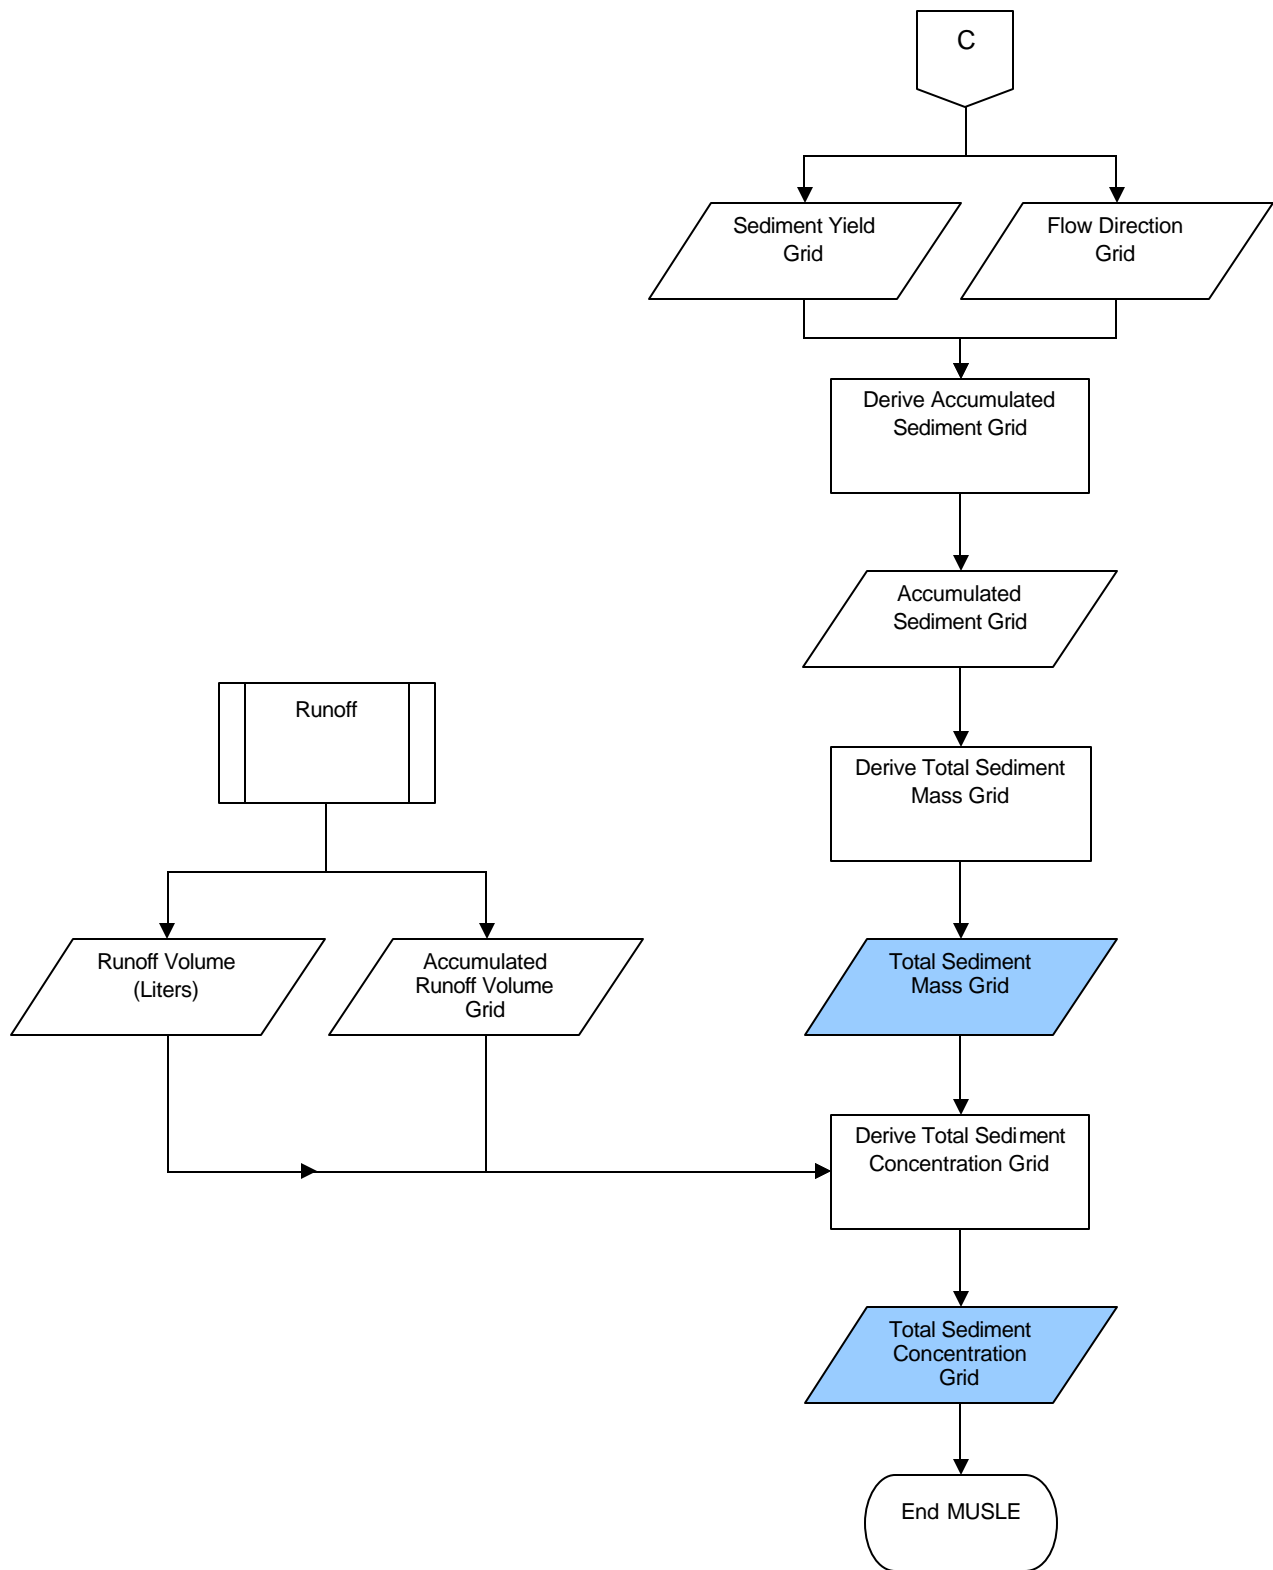 C
Sediment Yield
Grid
Flow Direction
Grid
Derive Accumulated
Sediment Grid
Accumulated
Sediment Grid
Runoff
Derive Total Sediment
Mass Grid
Runoff Volume
(Liters)
Accumulated
Runoff Volume
Grid
Total Sediment
Mass Grid
Derive Total Sediment
Concentration Grid
Total Sediment
Concentration
Grid
End MUSLE